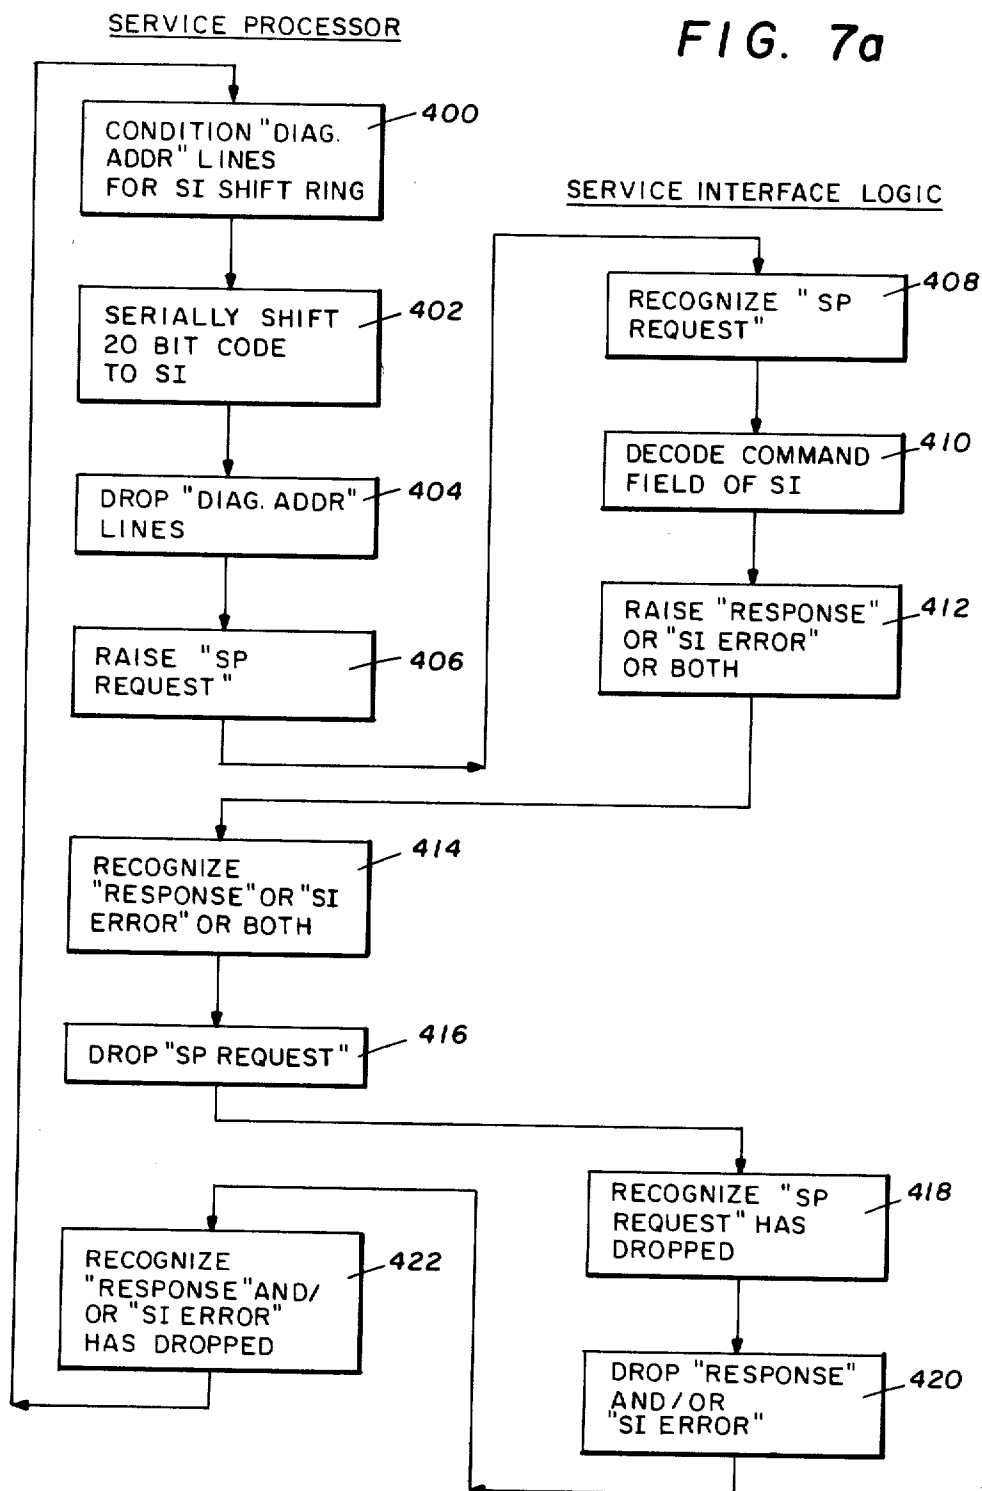 SERVICE PROCESSOR
FIG. 7a
CONDITION "DIAG.
ADDR" LINES
FOR SI SHIFT RING
400
SERIALLY SHIFT
20 BIT CODE
TO SI
402
DROP "DIAG. ADDR"
LINES
404
RAISE "SP
REQUEST"
406
SERVICE INTERFACE LOGIC
RECOGNIZE "SP
REQUEST"
408
DECODE COMMAND
FIELD OF SI
410
RAISE "RESPONSE"
OR "SI ERROR"
OR BOTH
412
RECOGNIZE
"RESPONSE" OR "SI
ERROR" OR BOTH
414
DROP "SP REQUEST"
416
RECOGNIZE "SP
REQUEST" HAS
DROPPED
418
DROP "RESPONSE"
AND/OR
"SI ERROR"
420
RECOGNIZE
"RESPONSE" AND/
OR "SI ERROR"
HAS DROPPED
422